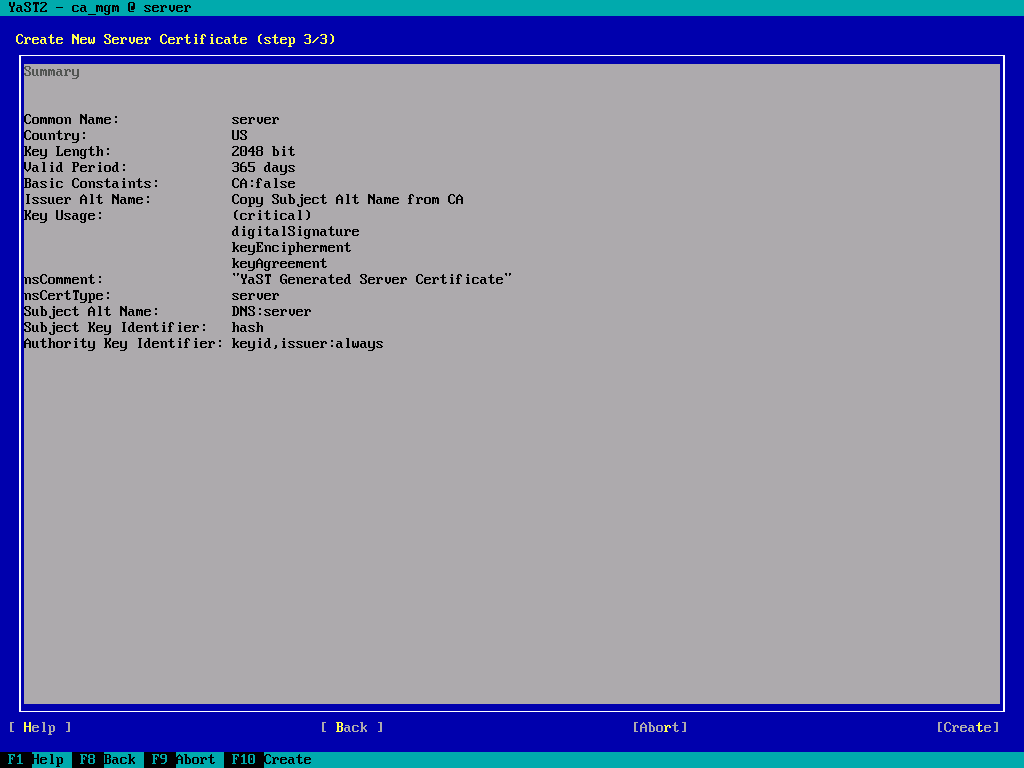 YaST2 - ca_mgm @ server
Create New Server Certificate (step 3/3)
Summary
Common Name: server
Country: US
Key Length: 2048 bit
Valid Period: 365 days
Basic Constaints: CA:false
Issuer Alt Name: Copy Subject Alt Name from CA
Key Usage: (critical)
digitalSignature
keyEncipherment
keyAgreement
nsComment: "YaST Generated Server Certificate"
nsCertType: server
Subject Alt Name: DNS:server
Subject Key Identifier: hash
Authority Key Identifier: keyid,issuer:always
[ Help ] [ Back ] [Abort] [Create]
F1 Help F8 Back F9 Abort F10 Create